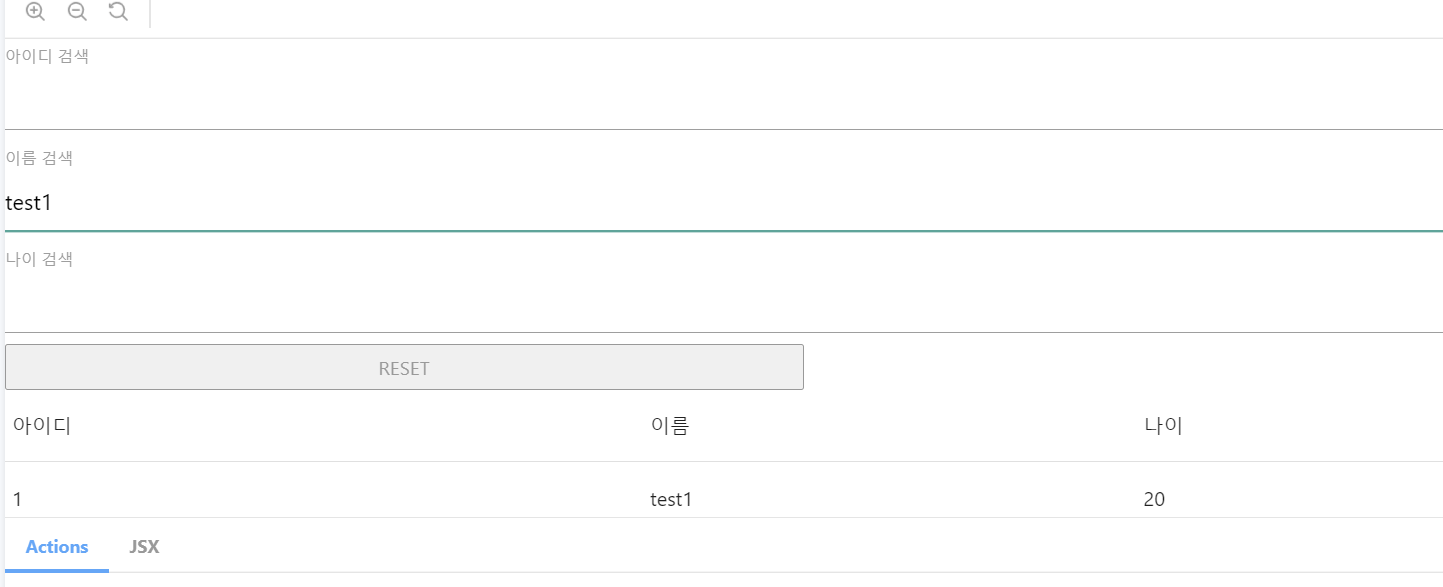 아이디 검색
이름 검색
test1
나이 검색
RESET
아이디 이름 나이
1 test1 20
Actions JSX